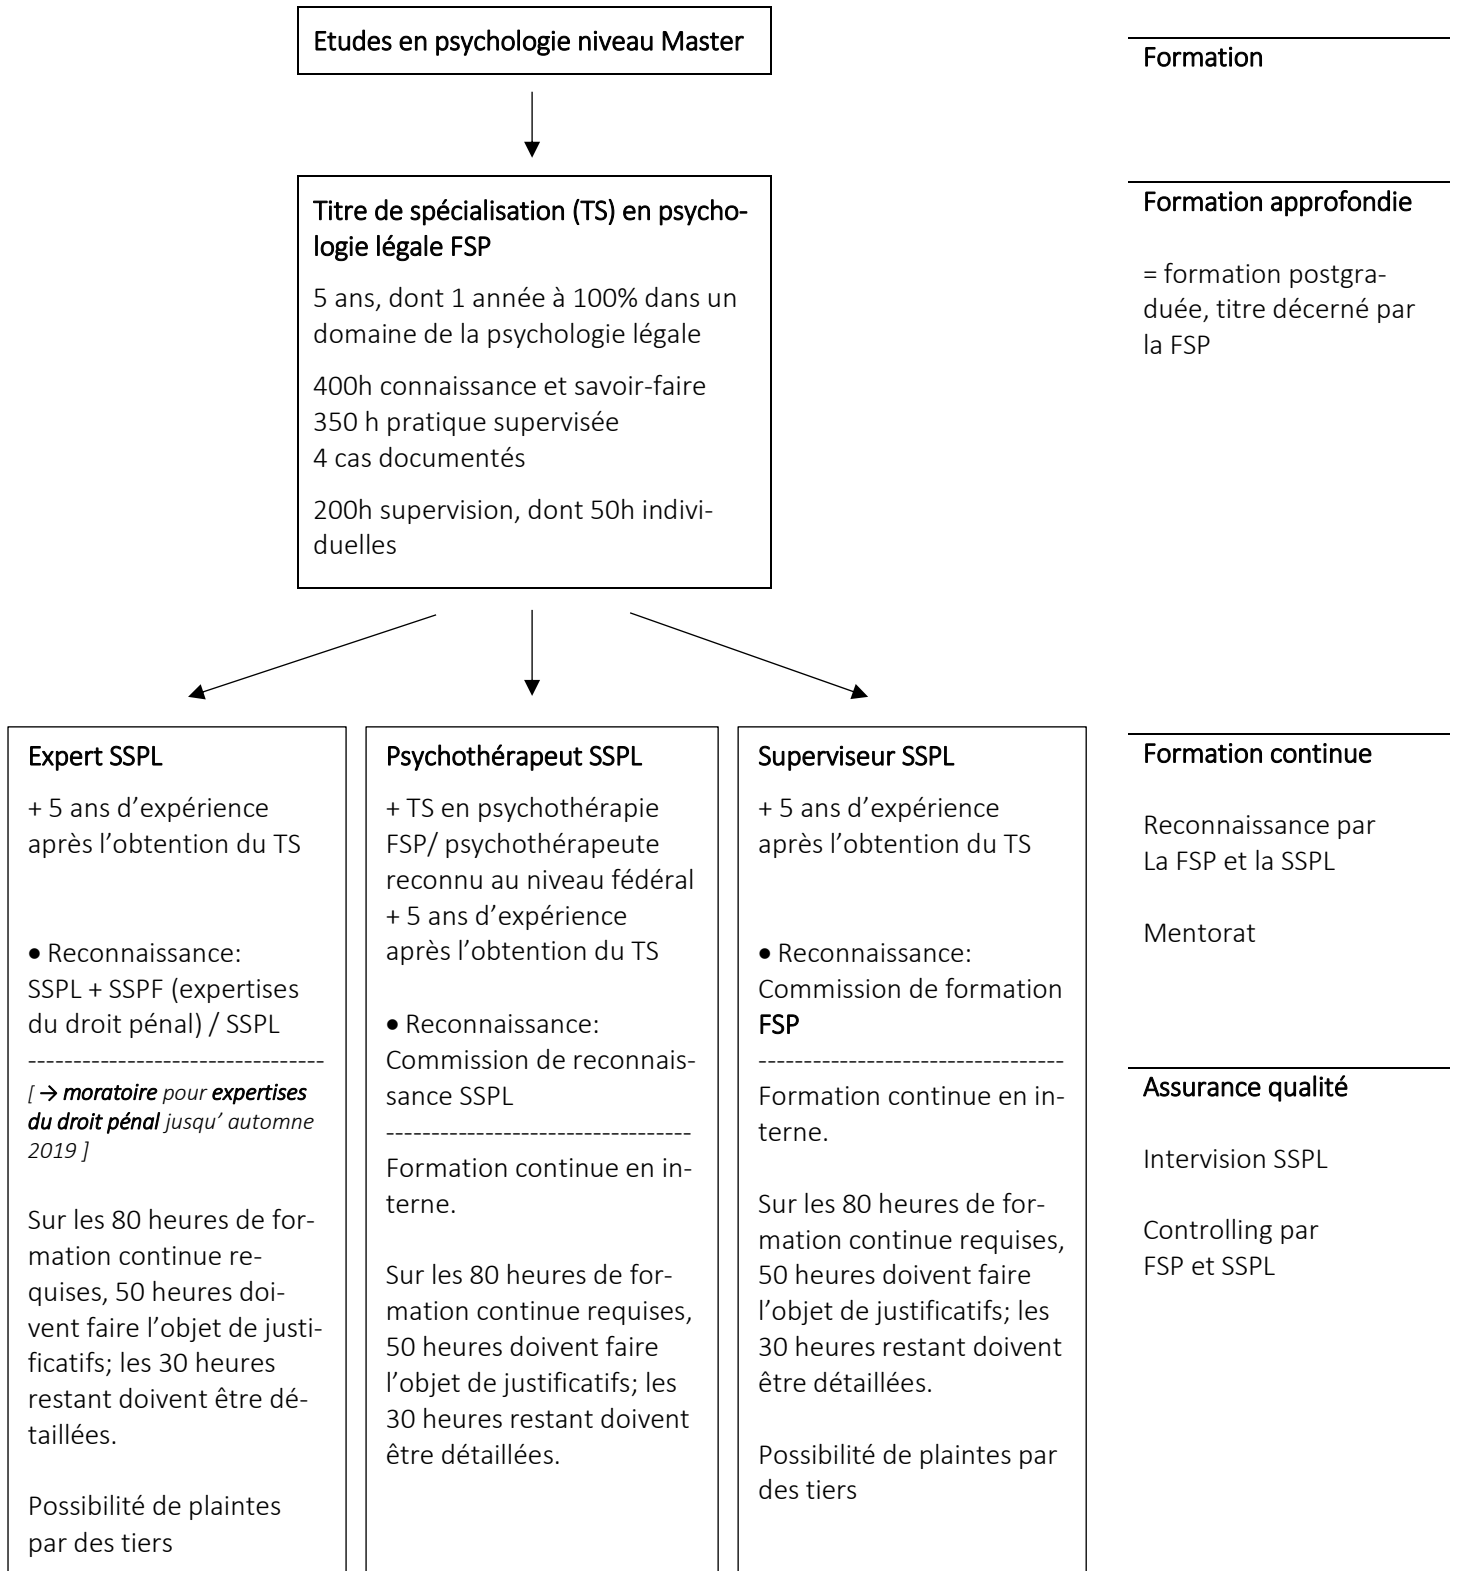 Etudes en psychologie niveau Master
Formation
Titre de spécialisation (TS) en psycho-
logie légale FSP
5 ans, dont 1 année à 100% dans un
domaine de la psychologie légale
400h connaissance et savoir-faire
350 h pratique supervisée
4 cas documentés
200h supervision, dont 50h indivi-
duelles
Formation approfondie
= formation postgra-
duée, titre décerné par
la FSP
Expert SSPL
+ 5 ans d’expérience
après l’obtention du TS
• Reconnaissance:
SSPL + SSPF (expertises
du droit pénal) / SSPL
---------------------------------
[ → moratoire pour expertises
du droit pénal jusqu’ automne
2019 ]
Sur les 80 heures de for-
mation continue re-
quises, 50 heures doi-
vent faire l’objet de justi-
ficatifs; les 30 heures
restant doivent être dé-
taillées.
Possibilité de plaintes
par des tiers
Psychothérapeut SSPL
+ TS en psychothérapie
FSP/ psychothérapeute
reconnu au niveau fédéral
+ 5 ans d’expérience
après l’obtention du TS
• Reconnaissance:
Commission de reconnais-
sance SSPL
----------------------------------
Formation continue en in-
terne.
Sur les 80 heures de for-
mation continue requises,
50 heures doivent faire
l’objet de justificatifs; les
30 heures restant doivent
être détaillées.
Superviseur SSPL
+ 5 ans d’expérience
après l’obtention du TS
• Reconnaissance:
Commission de formation
FSP
----------------------------------
Formation continue en in-
terne.
Sur les 80 heures de for-
mation continue requises,
50 heures doivent faire
l’objet de justificatifs; les
30 heures restant doivent
être détaillées.
Possibilité de plaintes par
des tiers
Formation continue
Reconnaissance par
La FSP et la SSPL
Mentorat
Assurance qualité
Intervision SSPL
Controlling par
FSP et SSPL